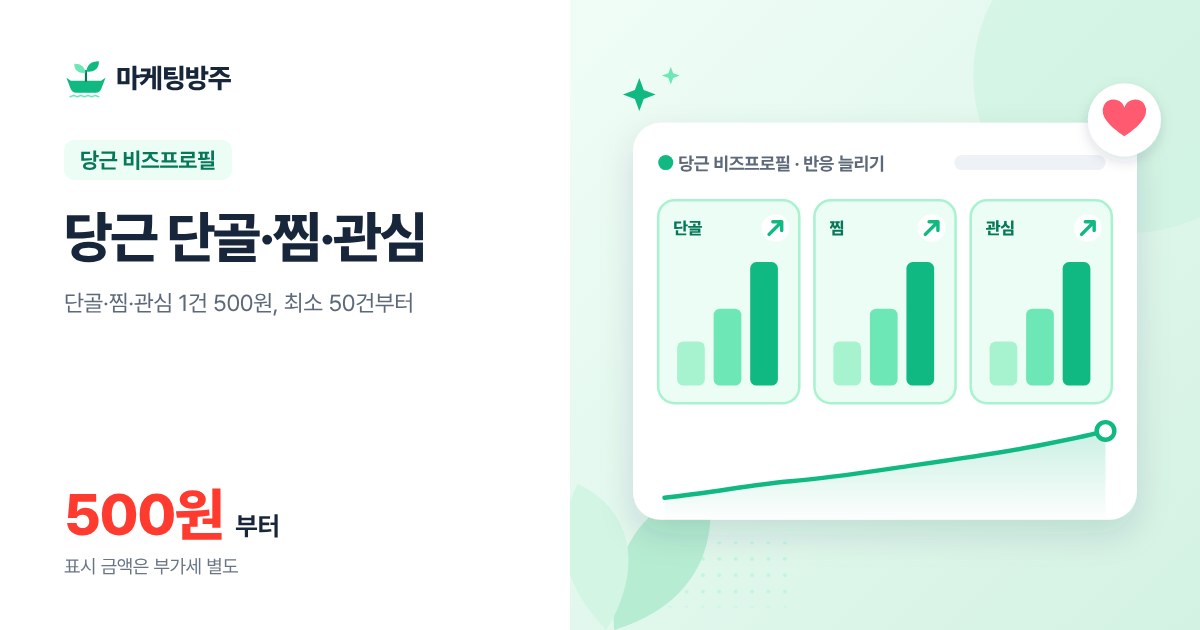 마케팅방주
당근 비즈프로필
당근 단골·찜·관심
단골·찜·관심 1건 500원, 최소 50건부터
500원 부터
표시 금액은 부가세 별도
당근 비즈프로필 · 반응 늘리기
단골
찜
관심